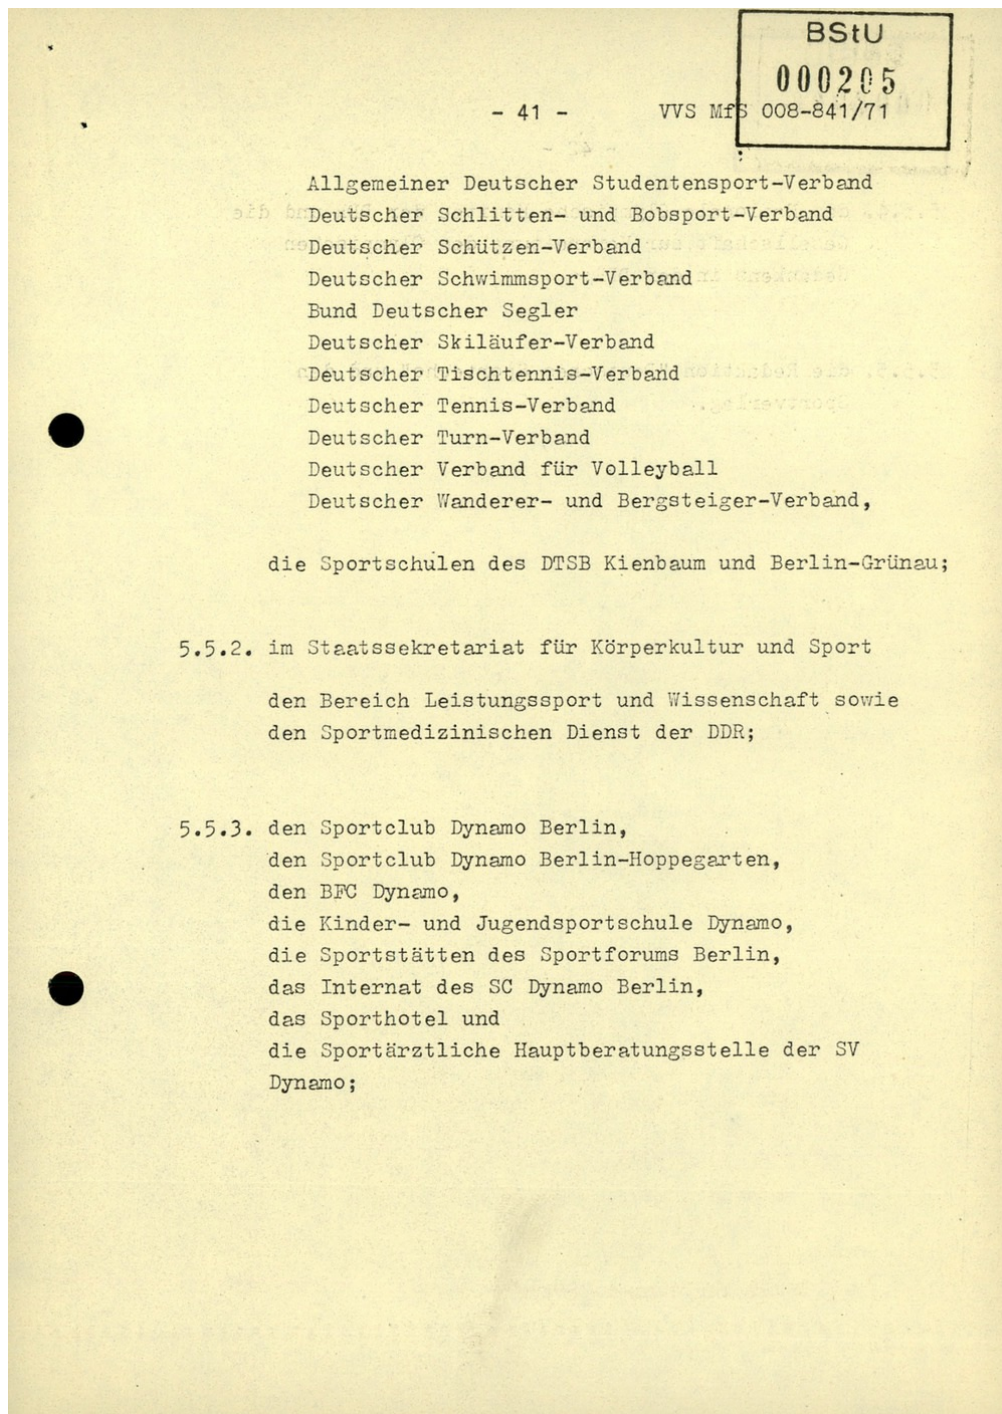 BStU
000205
- 41 - VVS MfS 008-841/71
Allgemeiner Deutscher Studentensport-Verband
Deutscher Schlitten- und Bobsport-Verband
Deutscher Schützen-Verband
Deutscher Schwimmsport-Verband
Bund Deutscher Segler
Deutscher Skiläufer-Verband
Deutscher Tischtennis-Verband
Deutscher Tennis-Verband
Deutscher Turn-Verband
Deutscher Verband für Volleyball
Deutscher Wanderer- und Bergsteiger-Verband,
die Sportschulen des DTSB Kienbaum und Berlin-Grünau;
5.5.2. im Staatssekretariat für Körperkultur und Sport
den Bereich Leistungssport und Wissenschaft sowie
den Sportmedizinischen Dienst der DDR;
5.5.3. den Sportclub Dynamo Berlin,
den Sportclub Dynamo Berlin-Hoppegarten,
den BFC Dynamo,
die Kinder- und Jugendsportschule Dynamo,
die Sportstätten des Sportforums Berlin,
das Internat des SC Dynamo Berlin,
das Sporthotel und
die Sportärztliche Hauptberatungsstelle der SV
Dynamo;